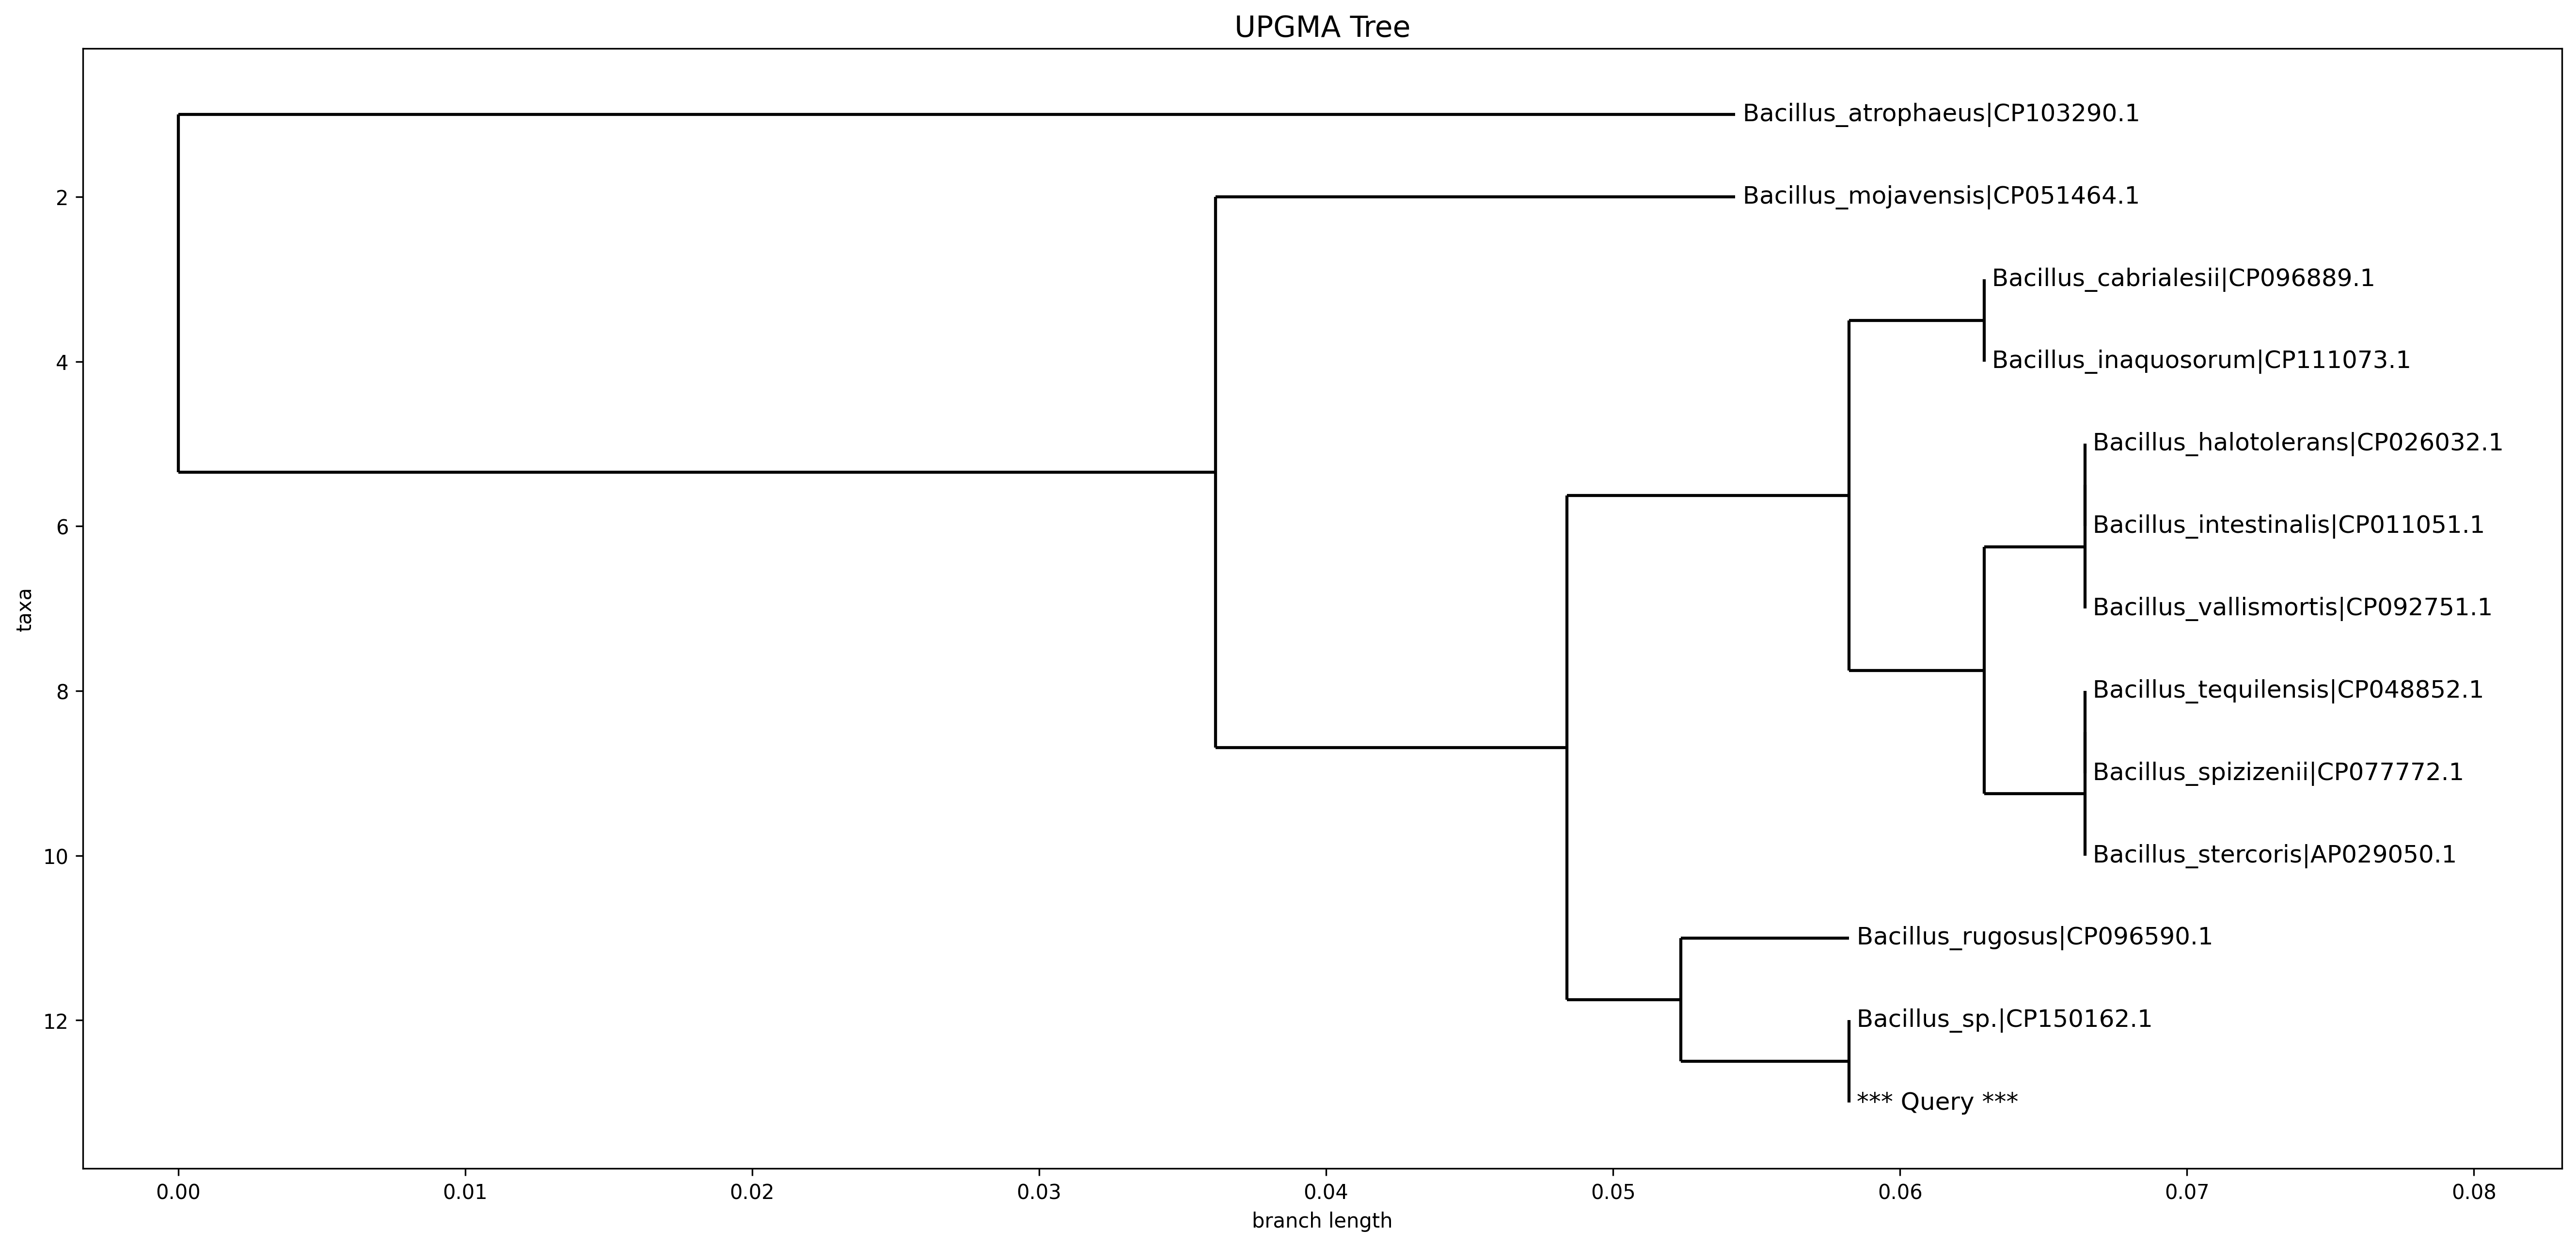 UPGMA Tree
Bacillus_atrophaeus|CP103290.1
2
Bacillus_mojavensis|CP051464.1
Bacillus_cabrialesii|CP096889.1
4
Bacillus_inaquosorum|CP111073.1
Bacillus_halotolerans|CP026032.1
6
Bacillus_intestinalis|CP011051.1
taxa
Bacillus_vallismortis|CP092751.1
8
Bacillus_tequilensis|CP048852.1
Bacillus_spizizenii|CP077772.1
10
Bacillus_stercoris|AP029050.1
Bacillus_rugosus|CP096590.1
12
Bacillus_sp.|CP150162.1
*** Query ***
0.00 0.01 0.02 0.03 0.04 0.05 0.06 0.07 0.08
branch length